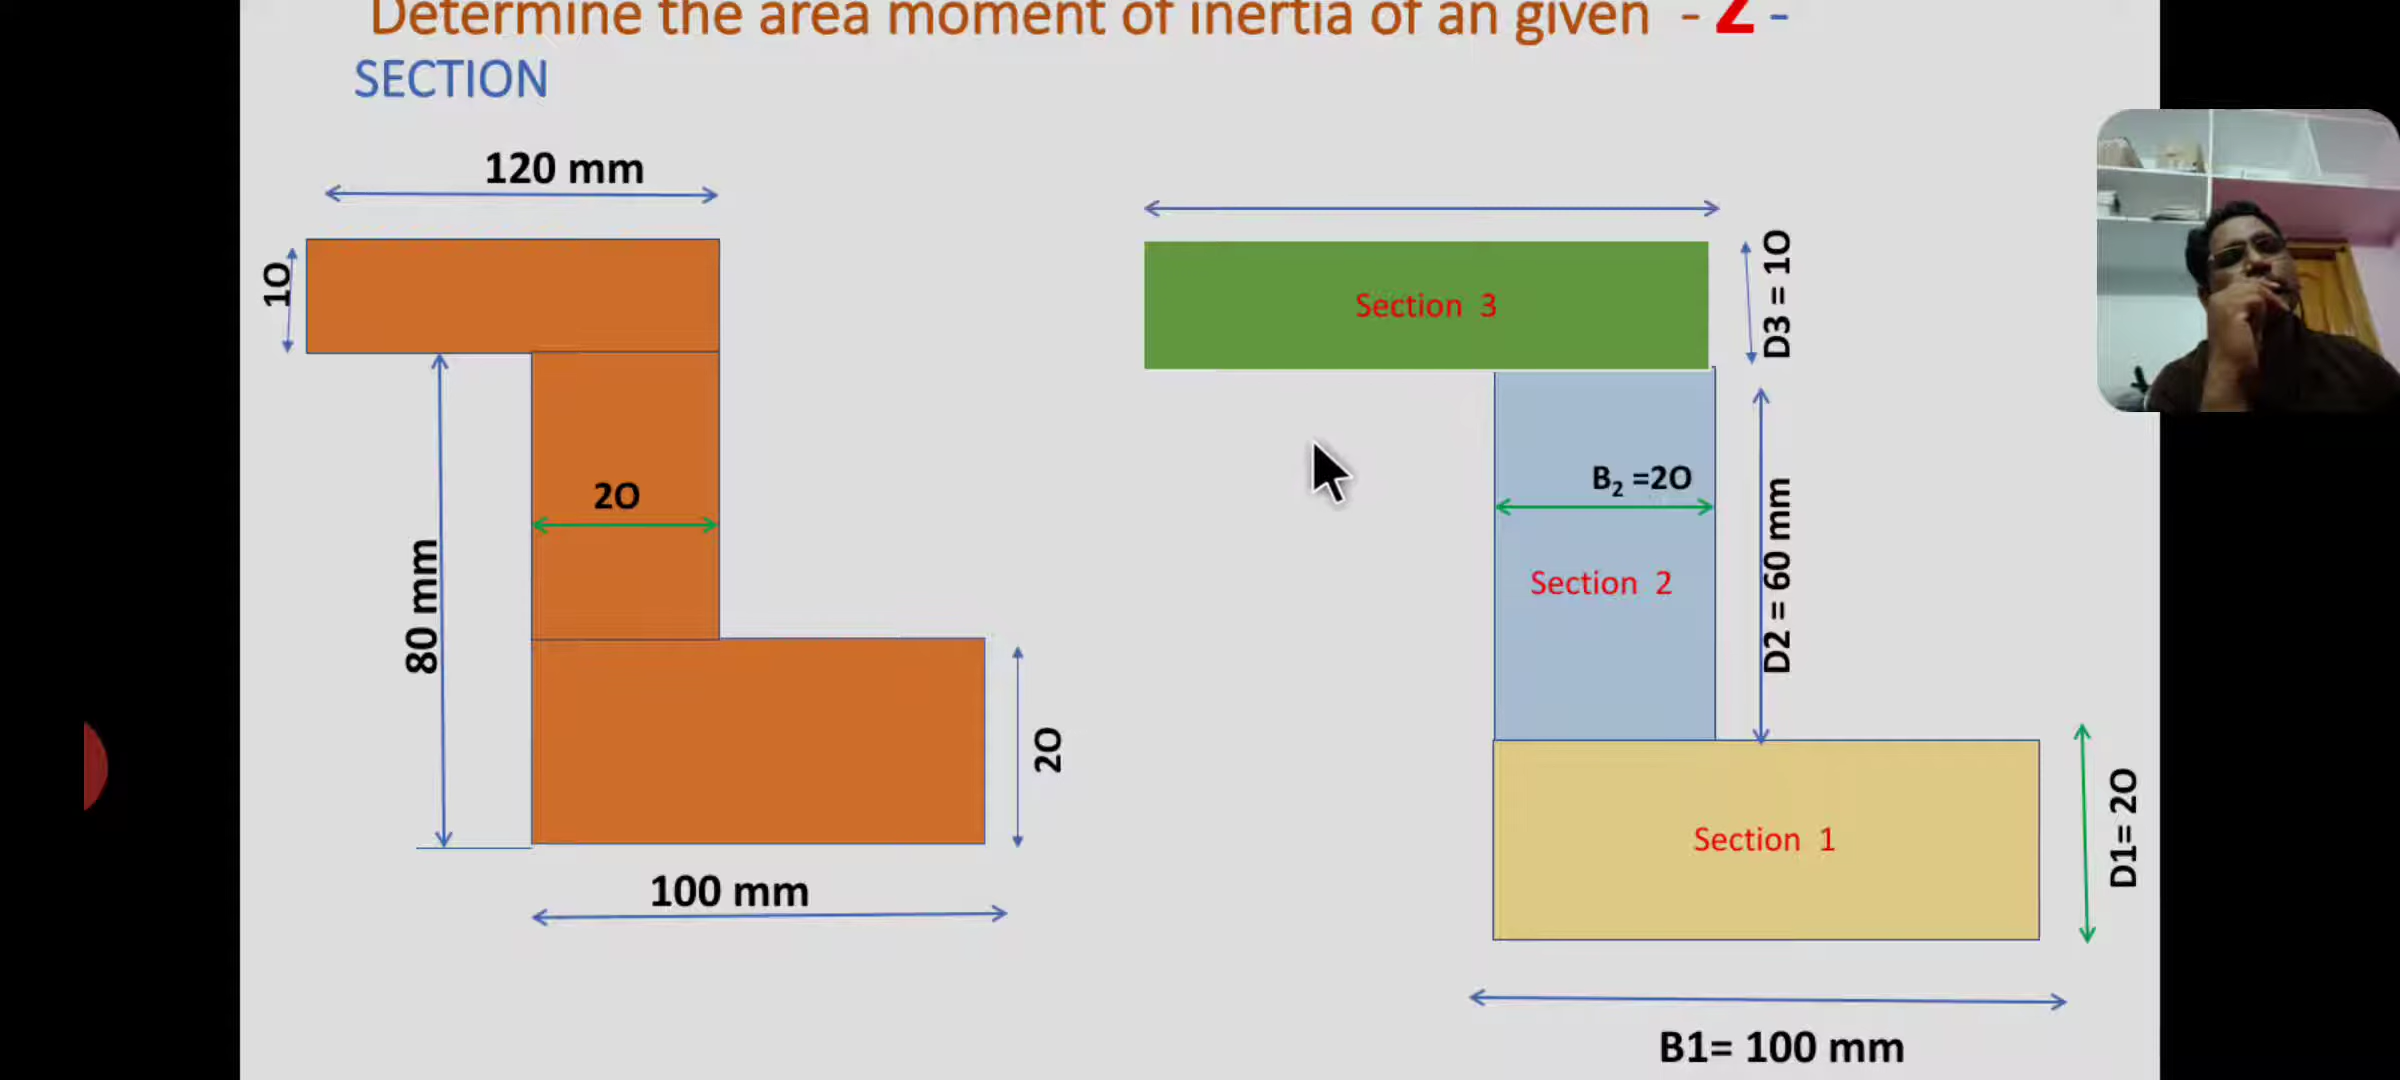 Determine the area moment of inertia of an given - Z -
SECTION
120 mm
10
20
80 mm
20
100 mm
Section 3
D3 = 10
B₂ =20
Section 2
D2 = 60 mm
Section 1
D1= 20
B1= 100 mm